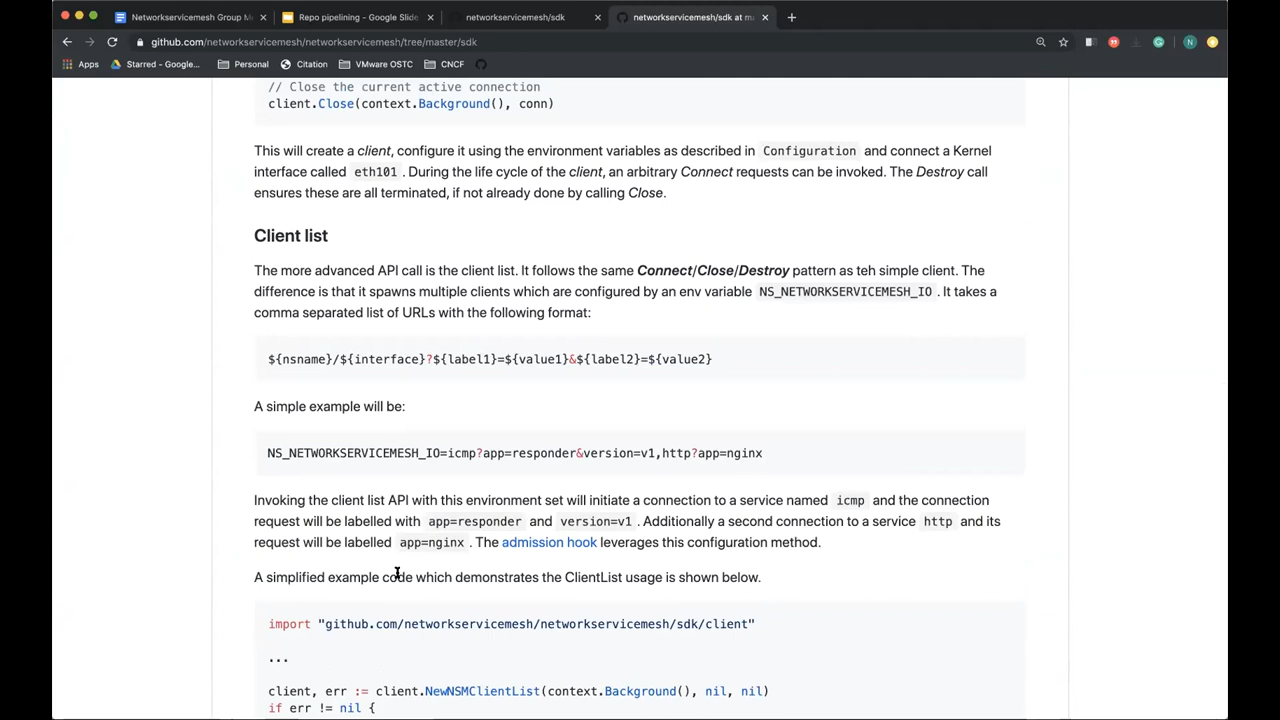 Networkservicemesh Group M
Repo pipelining - Google Slide
networkservicemesh/sdk
networkservicemesh/sdk at ma
github.com/networkservicemesh/networkservicemesh/tree/master/sdk
Apps
Starred - Google...
Personal
Citation
VMware OSTC
CNCF
// Close the current active connection
client.Close(context.Background(), conn)
This will create a client, configure it using the environment variables as described in Configuration and connect a Kernel
interface called eth101 . During the life cycle of the client, an arbitrary Connect requests can be invoked. The Destroy call
ensures these are all terminated, if not already done by calling Close.
Client list
The more advanced API call is the client list. It follows the same Connect/Close/Destroy pattern as teh simple client. The
difference is that it spawns multiple clients which are configured by an env variable NS_NETWORKSERVICEMESH_IO . It takes a
comma separated list of URLs with the following format:
${nsname}/${interface}?${label1}=${value1}&${label2}=${value2}
A simple example will be:
NS_NETWORKSERVICEMESH_IO=icmp?app=responder&version=v1,http?app=nginx
Invoking the client list API with this environment set will initiate a connection to a service named icmp and the connection
request will be labelled with app=responder and version=v1 . Additionally a second connection to a service http and its
request will be labelled app=nginx . The admission hook leverages this configuration method.
A simplified example code which demonstrates the ClientList usage is shown below.
import "github.com/networkservicemesh/networkservicemesh/sdk/client"
...
client, err := client.NewNSMClientList(context.Background(), nil, nil)
if err != nil {